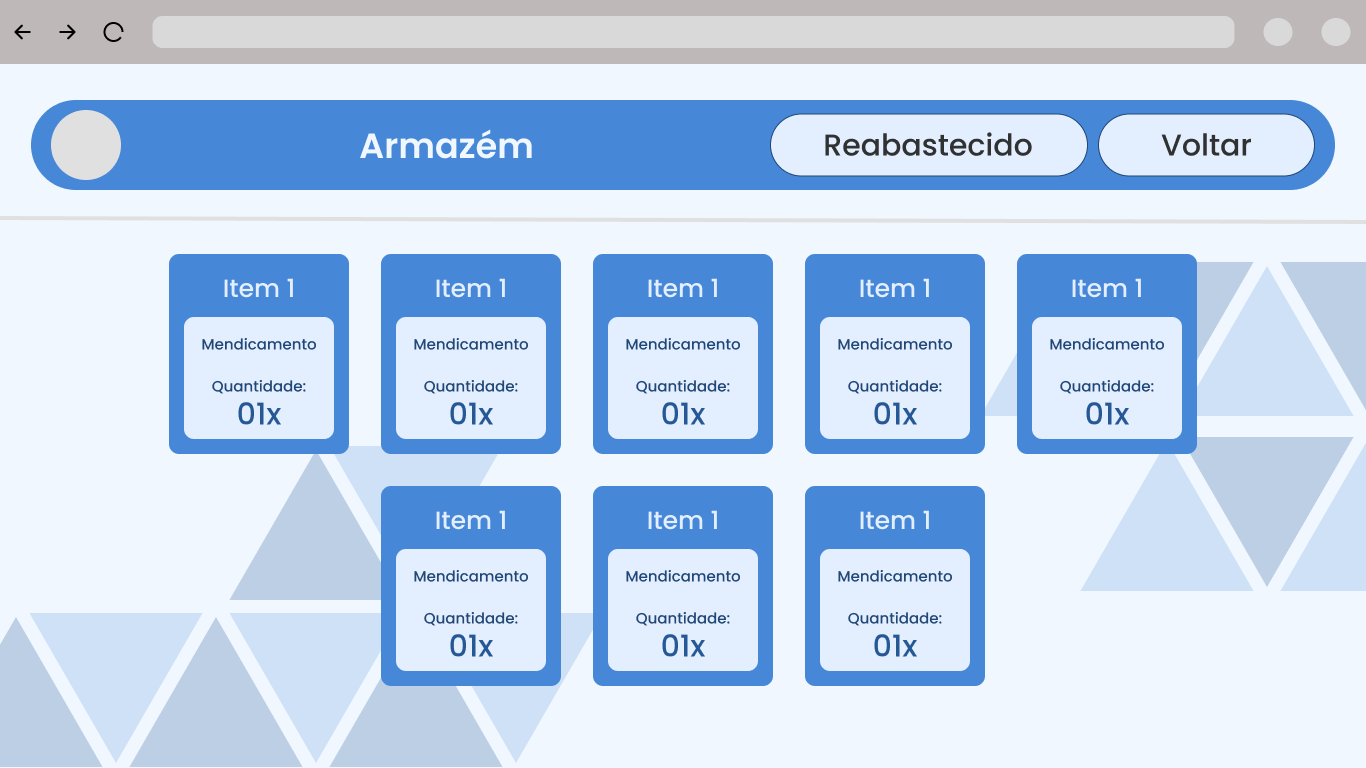 Armazém
Reabastecido
Voltar
Item 1
Mendicamento
Quantidade:
01x
Item 1
Mendicamento
Quantidade:
01x
Item 1
Mendicamento
Quantidade:
01x
Item 1
Mendicamento
Quantidade:
01x
Item 1
Mendicamento
Quantidade:
01x
Item 1
Mendicamento
Quantidade:
01x
Item 1
Mendicamento
Quantidade:
01x
Item 1
Mendicamento
Quantidade:
01x